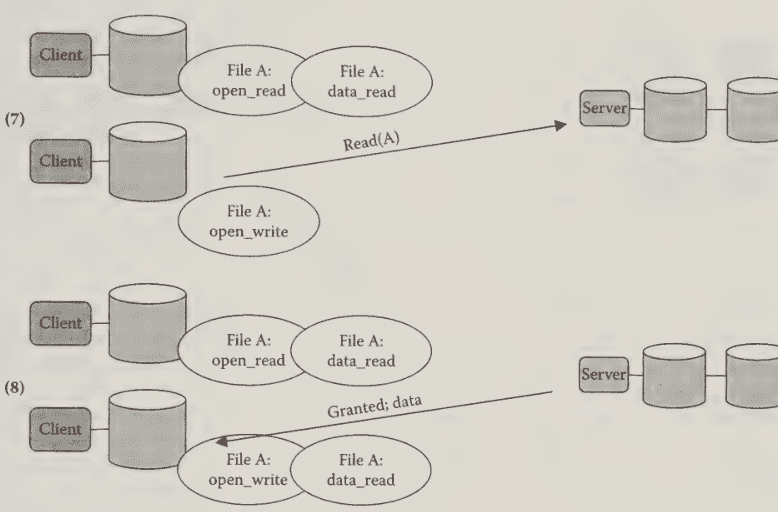 Client
File A:
open_read
File A:
data_read
Server
(7)
Read(A)
Client
File A:
open_write
Client
File A:
open_read
File A:
data_read
Server
(8)
Granted; data
Client
File A:
open_write
File A:
data_read